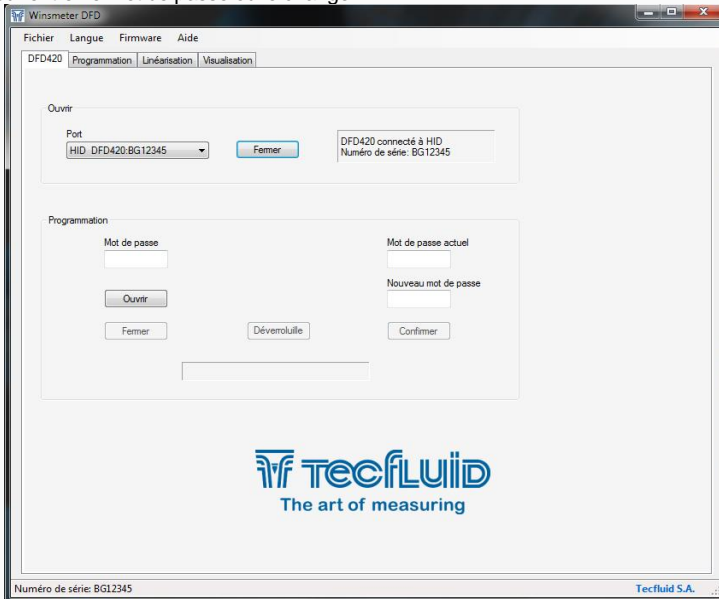 Winsmeter DFD
Fichier Langue Firmware Aide
DFD420 Programmation Linéarisation Visualisation
Ouvrir
Port
HID DFD420:BG12345
Fermer
DFD420 connecté à HID
Numéro de série: BG12345
Programmation
Mot de passe
Mot de passe actuel
Nouveau mot de passe
Ouvrir
Fermer
Déverroluille
Confirmer
Tecfluid
The art of measuring
Numéro de série: BG12345
Tecfluid S.A.